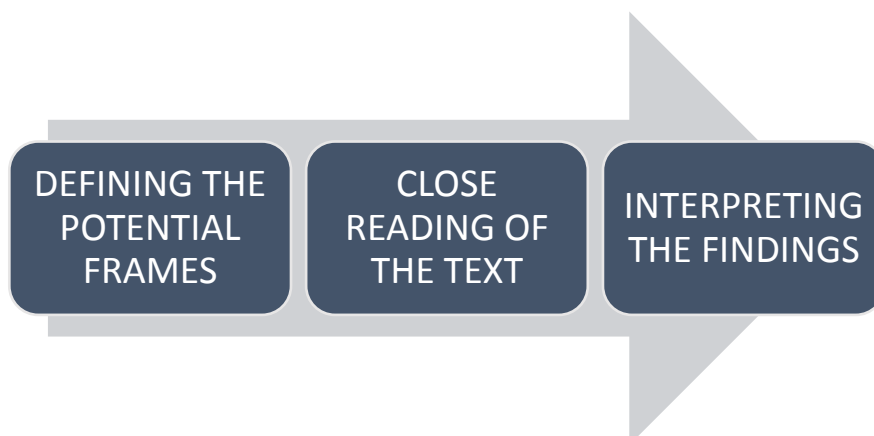 DEFINING THE
POTENTIAL
FRAMES
CLOSE
READING OF
THE TEXT
INTERPRETING
THE FINDINGS